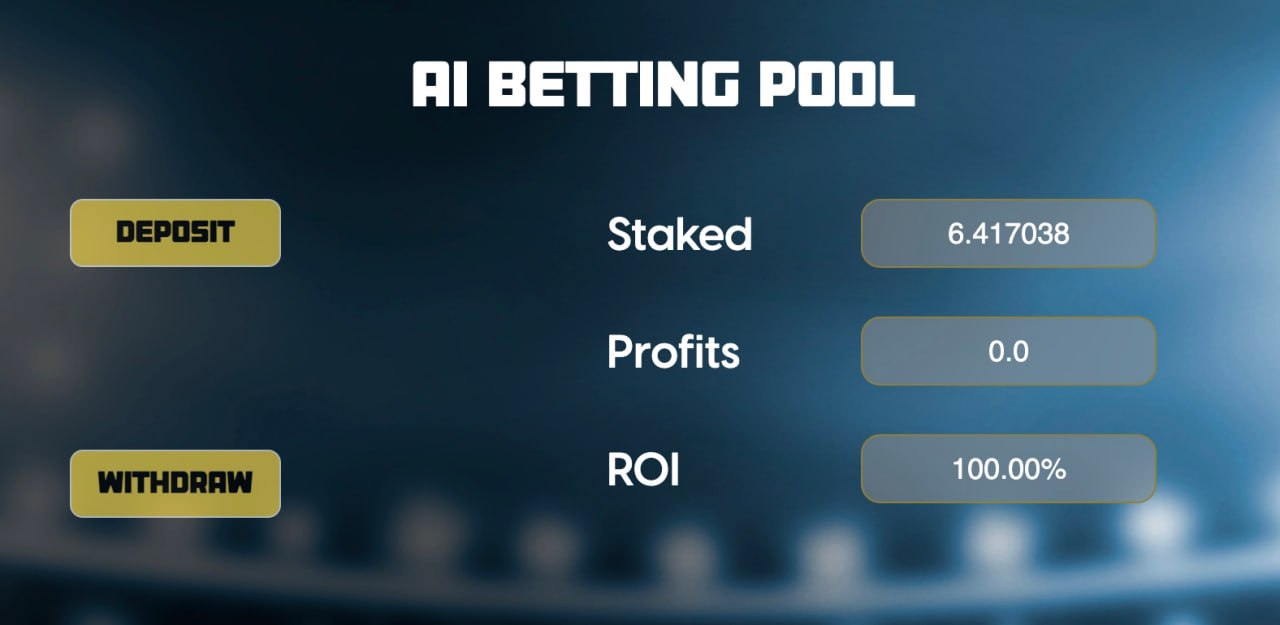 AI BETTING POOL
DEPOSIT
Staked 6.417038
Profits 0.0
WITHDRAW
ROI 100.00%